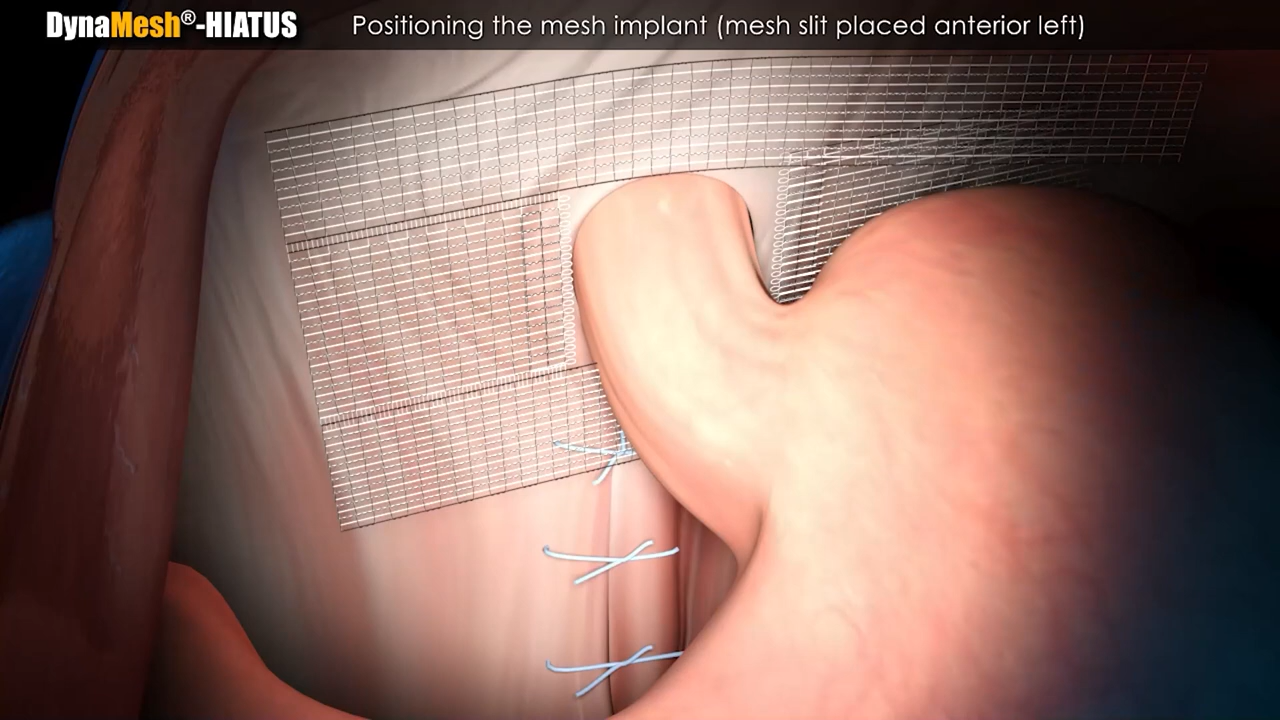 DynaMesh®-HIATUS
Positioning the mesh implant (mesh slit placed anterior left)